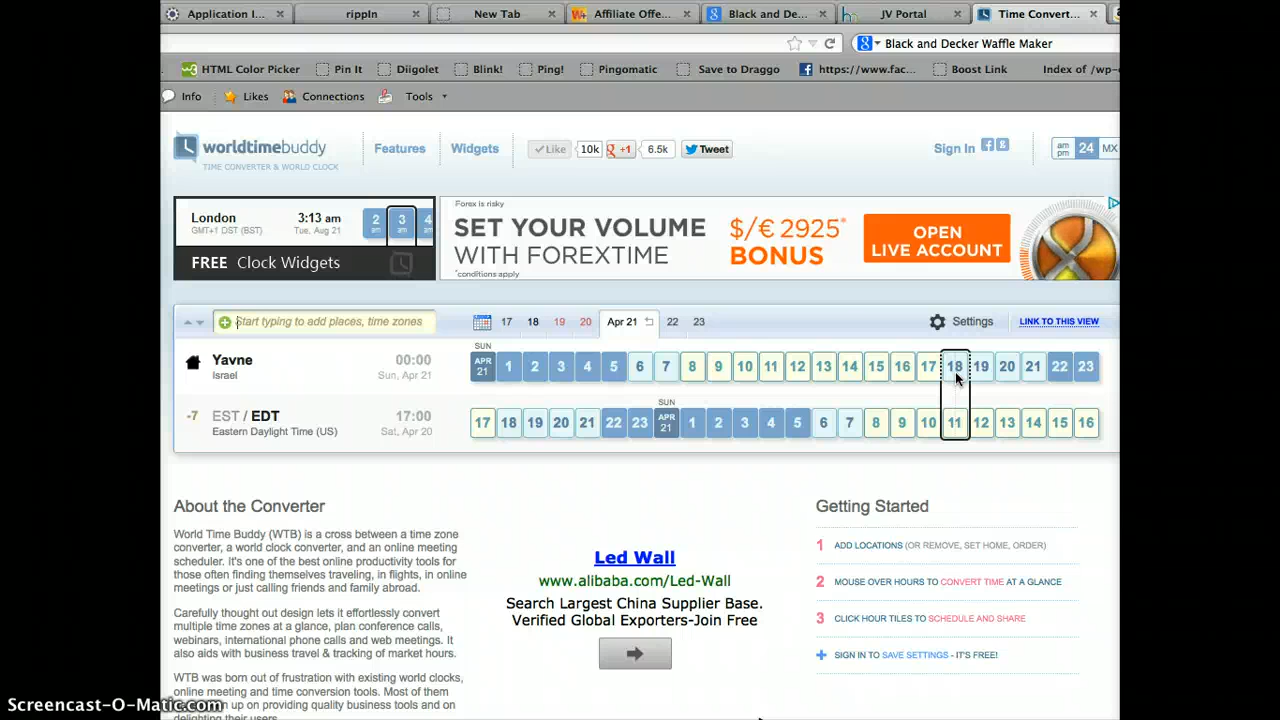 Application I...
rippIn
New Tab
Affiliate Offe...
Black and De...
JV Portal
Time Convert...
Black and Decker Waffle Maker
HTML Color Picker
Pin It
Diigolet
Blink!
Ping!
Pingomatic
Save to Draggo
https://www.fac...
Boost Link
Index of /wp-c
Info
Likes
Connections
Tools
worldtimebuddy
TIME CONVERTER & WORLD CLOCK
Features
Widgets
Like
10k
+1
6.5k
Tweet
Sign In
am
pm
24
MX
London
3:13 am
GMT+1 DST (BST)
Tue, Aug 21
2 am
3 am
4 am
FREE Clock Widgets
Forex is risky
SET YOUR VOLUME
WITH FOREXTIME
*conditions apply
$/€ 2925*
BONUS
OPEN
LIVE ACCOUNT
Start typing to add places, time zones
17 18 19 20 Apr 21 22 23
Settings
LINK TO THIS VIEW
SUN
Yavne
00:00
Israel
Sun, Apr 21
APR 21 1 2 3 4 5 6 7 8 9 10 11 12 13 14 15 16 17 18 19 20 21 22 23
SUN
-7
EST / EDT
17:00
Eastern Daylight Time (US)
Sat, Apr 20
17 18 19 20 21 22 23 APR 21 1 2 3 4 5 6 7 8 9 10 11 12 13 14 15 16
About the Converter
World Time Buddy (WTB) is a cross between a time zone
converter, a world clock converter, and an online meeting
scheduler. It's one of the best online productivity tools for
those often finding themselves traveling, in flights, in online
meetings or just calling friends and family abroad.
Carefully thought out design lets it effortlessly convert
multiple time zones at a glance, plan conference calls,
webinars, international phone calls and web meetings. It
also aids with business travel & tracking of market hours.
WTB was born out of frustration with existing world clocks,
online meeting and time conversion tools. Most of them
up on providing quality business tools and on
delighting their users.
Led Wall
www.alibaba.com/Led-Wall
Search Largest China Supplier Base.
Verified Global Exporters-Join Free
Getting Started
1 ADD LOCATIONS (OR REMOVE, SET HOME, ORDER)
2 MOUSE OVER HOURS TO CONVERT TIME AT A GLANCE
3 CLICK HOUR TILES TO SCHEDULE AND SHARE
+ SIGN IN TO SAVE SETTINGS - IT'S FREE!
Screencast-O-Matic.com